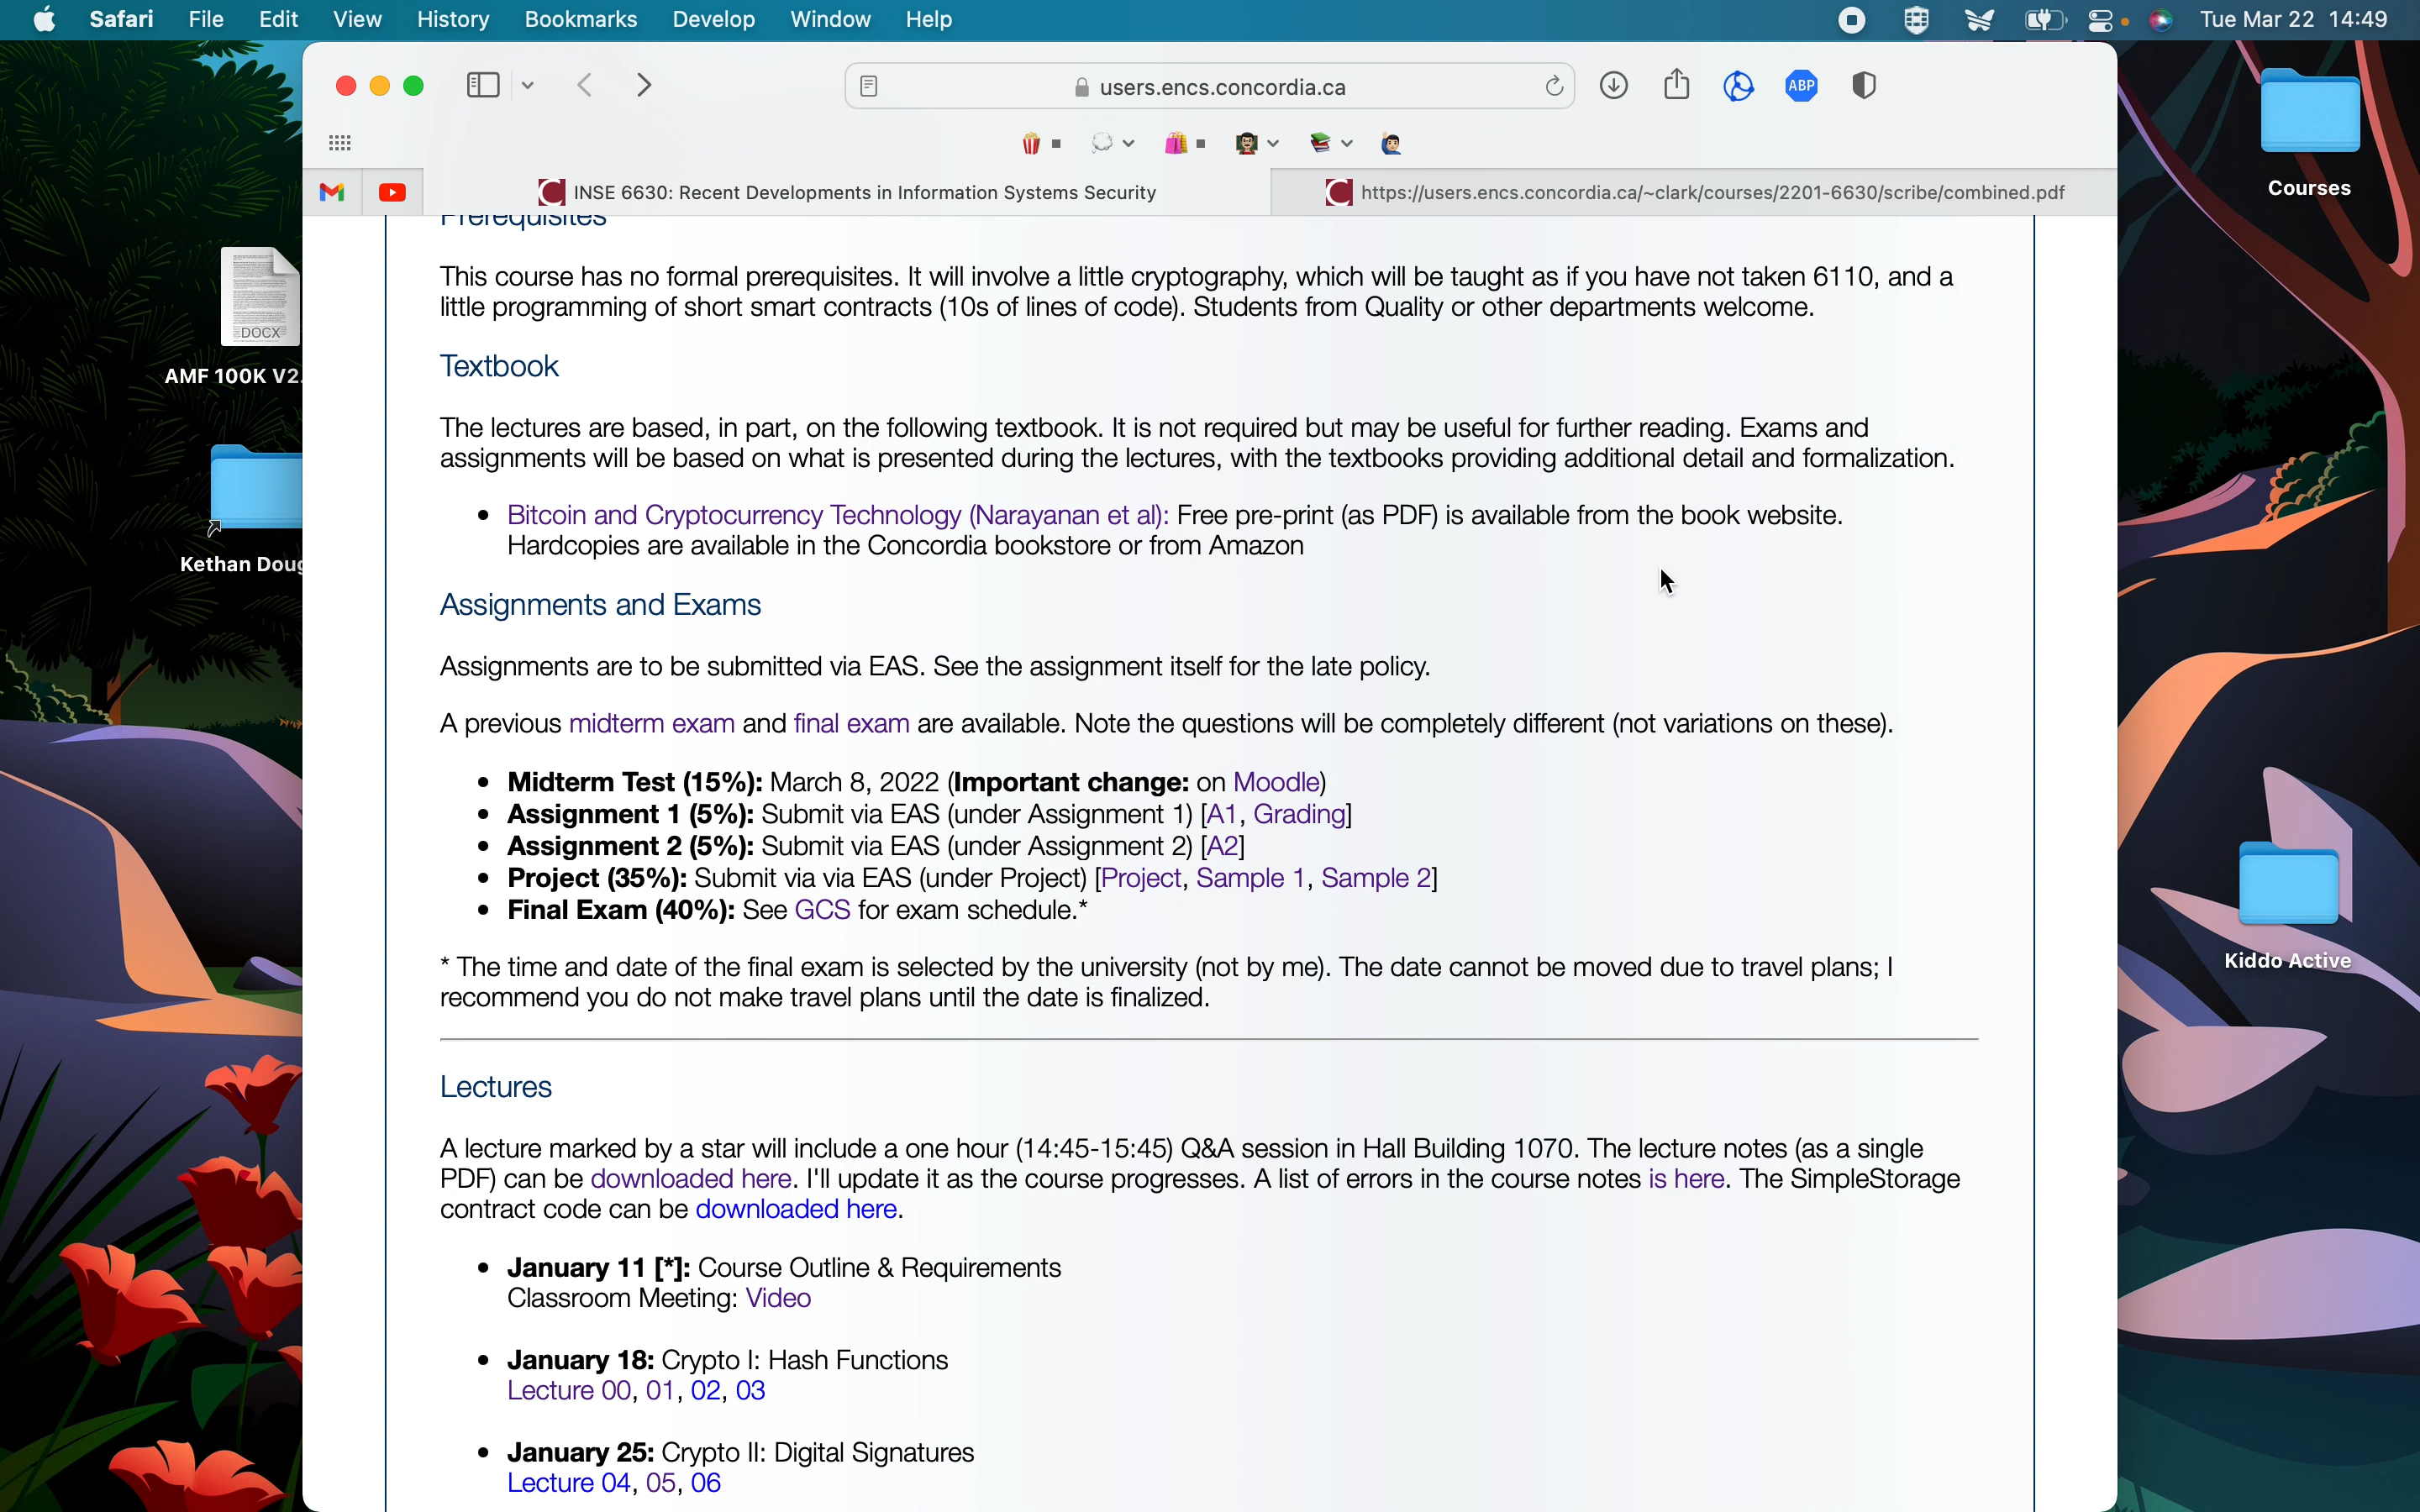 Safari File Edit View History Bookmarks Develop Window Help Tue Mar 22 14:49
users.encs.concordia.ca
ABP
INSE 6630: Recent Developments in Information Systems Security
https://users.encs.concordia.ca/~clark/courses/2201-6630/scribe/combined.pdf
Courses
DOCX
AMF 100K V2.
Kethan Doug
Kiddo Active
Prerequisites
This course has no formal prerequisites. It will involve a little cryptography, which will be taught as if you have not taken 6110, and a
little programming of short smart contracts (10s of lines of code). Students from Quality or other departments welcome.
Textbook
The lectures are based, in part, on the following textbook. It is not required but may be useful for further reading. Exams and
assignments will be based on what is presented during the lectures, with the textbooks providing additional detail and formalization.
• Bitcoin and Cryptocurrency Technology (Narayanan et al): Free pre-print (as PDF) is available from the book website.
Hardcopies are available in the Concordia bookstore or from Amazon
Assignments and Exams
Assignments are to be submitted via EAS. See the assignment itself for the late policy.
A previous midterm exam and final exam are available. Note the questions will be completely different (not variations on these).
• Midterm Test (15%): March 8, 2022 (Important change: on Moodle)
• Assignment 1 (5%): Submit via EAS (under Assignment 1) [A1, Grading]
• Assignment 2 (5%): Submit via EAS (under Assignment 2) [A2]
• Project (35%): Submit via via EAS (under Project) [Project, Sample 1, Sample 2]
• Final Exam (40%): See GCS for exam schedule.*
* The time and date of the final exam is selected by the university (not by me). The date cannot be moved due to travel plans; I
recommend you do not make travel plans until the date is finalized.
Lectures
A lecture marked by a star will include a one hour (14:45-15:45) Q&A session in Hall Building 1070. The lecture notes (as a single
PDF) can be downloaded here. I'll update it as the course progresses. A list of errors in the course notes is here. The SimpleStorage
contract code can be downloaded here.
• January 11 [*]: Course Outline & Requirements
Classroom Meeting: Video
• January 18: Crypto I: Hash Functions
Lecture 00, 01, 02, 03
• January 25: Crypto II: Digital Signatures
Lecture 04, 05, 06